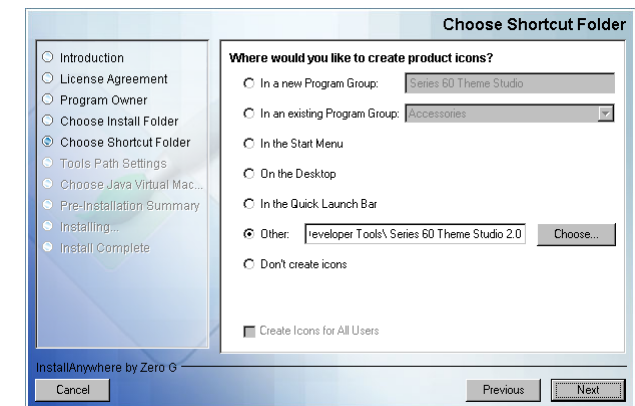 Choose Shortcut Folder
Introduction
License Agreement
Program Owner
Choose Install Folder
Choose Shortcut Folder
Tools Path Settings
Choose Java Virtual Mac...
Pre-Installation Summary
Installing...
Install Complete
Where would you like to create product icons?
In a new Program Group: Series 60 Theme Studio
In an existing Program Group: Accessories
In the Start Menu
On the Desktop
In the Quick Launch Bar
Other: eveloper Tools\ Series 60 Theme Studio 2.0 Choose...
Don't create icons
Create Icons for All Users
InstallAnywhere by Zero G
Cancel Previous Next